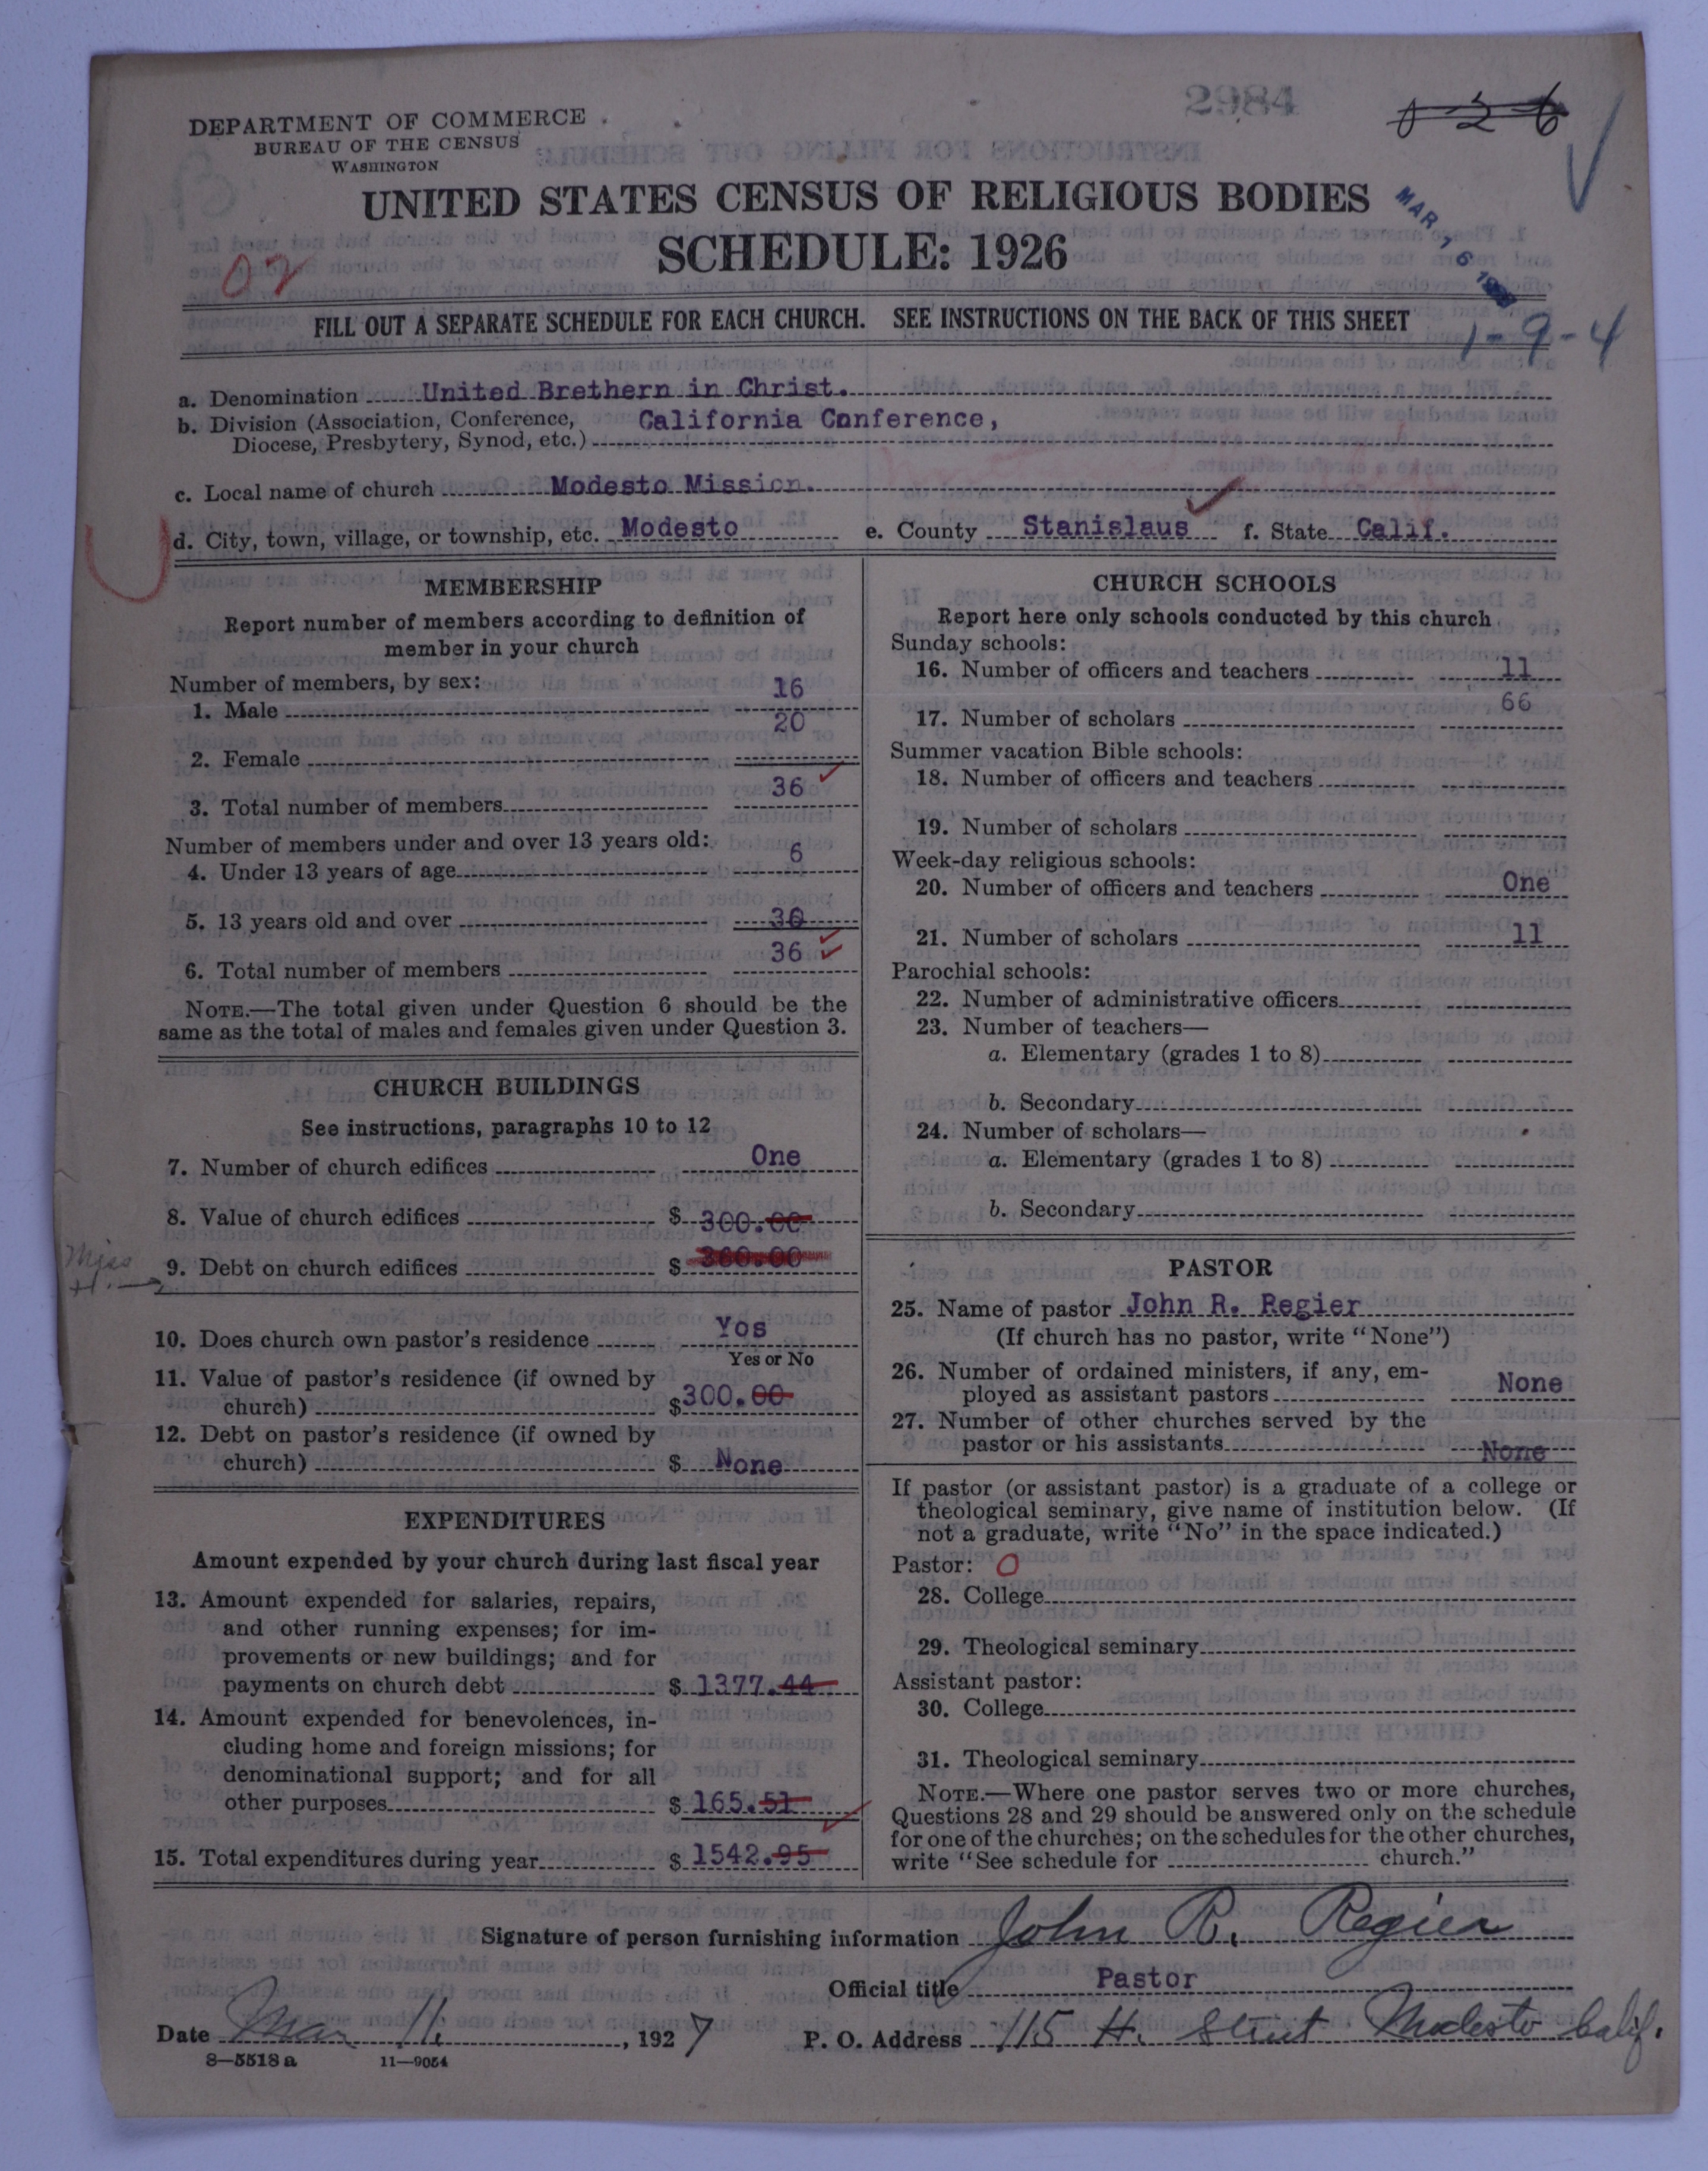 2984
0 2 6
DEPARTMENT OF COMMERCE
BUREAU OF THE CENSUS
WASHINGTON
UNITED STATES CENSUS OF RELIGIOUS BODIES
SCHEDULE: 1926
MAR 16
02
FILL OUT A SEPARATE SCHEDULE FOR EACH CHURCH. SEE INSTRUCTIONS ON THE BACK OF THIS SHEET
1-9-4
a. Denomination United Brethern in Christ.
b. Division (Association, Conference, California Conference,
Diocese, Presbytery, Synod, etc.)
c. Local name of church Modesto Mission.
d. City, town, village, or township, etc. Modesto e. County Stanislaus f. State Calif.
MEMBERSHIP
Report number of members according to definition of
member in your church
Number of members, by sex:
1. Male 16
2. Female 20
3. Total number of members 36
Number of members under and over 13 years old:
4. Under 13 years of age 6
5. 13 years old and over 30
6. Total number of members 36
NOTE.—The total given under Question 6 should be the
same as the total of males and females given under Question 3.
CHURCH BUILDINGS
See instructions, paragraphs 10 to 12
7. Number of church edifices One
8. Value of church edifices $ 300.00
Miss
H.
9. Debt on church edifices $ 300.00
10. Does church own pastor's residence Yos
Yes or No
11. Value of pastor's residence (if owned by
church) $300.00
12. Debt on pastor's residence (if owned by
church) $ None
EXPENDITURES
Amount expended by your church during last fiscal year
13. Amount expended for salaries, repairs,
and other running expenses; for im-
provements or new buildings; and for
payments on church debt $ 1377.44
14. Amount expended for benevolences, in-
cluding home and foreign missions; for
denominational support; and for all
other purposes $ 165.51
15. Total expenditures during year $ 1542.95
CHURCH SCHOOLS
Report here only schools conducted by this church
Sunday schools:
16. Number of officers and teachers 11
17. Number of scholars 66
Summer vacation Bible schools:
18. Number of officers and teachers
19. Number of scholars
Week-day religious schools:
20. Number of officers and teachers One
21. Number of scholars 11
Parochial schools:
22. Number of administrative officers
23. Number of teachers—
a. Elementary (grades 1 to 8)
b. Secondary
24. Number of scholars—
a. Elementary (grades 1 to 8)
b. Secondary
PASTOR
25. Name of pastor John R. Regier
(If church has no pastor, write "None")
26. Number of ordained ministers, if any, em-
ployed as assistant pastors None
27. Number of other churches served by the
pastor or his assistants None
If pastor (or assistant pastor) is a graduate of a college or
theological seminary, give name of institution below. (If
not a graduate, write "No" in the space indicated.)
Pastor: O
28. College
29. Theological seminary
Assistant pastor:
30. College
31. Theological seminary
NOTE.—Where one pastor serves two or more churches,
Questions 28 and 29 should be answered only on the schedule
for one of the churches; on the schedules for the other churches,
write "See schedule for church."
Signature of person furnishing information John R. Regier
Official title Pastor
Date Mar 11, 1927 P. O. Address 115 H. Street Modesto Calif.
8-5518 a 11-9054